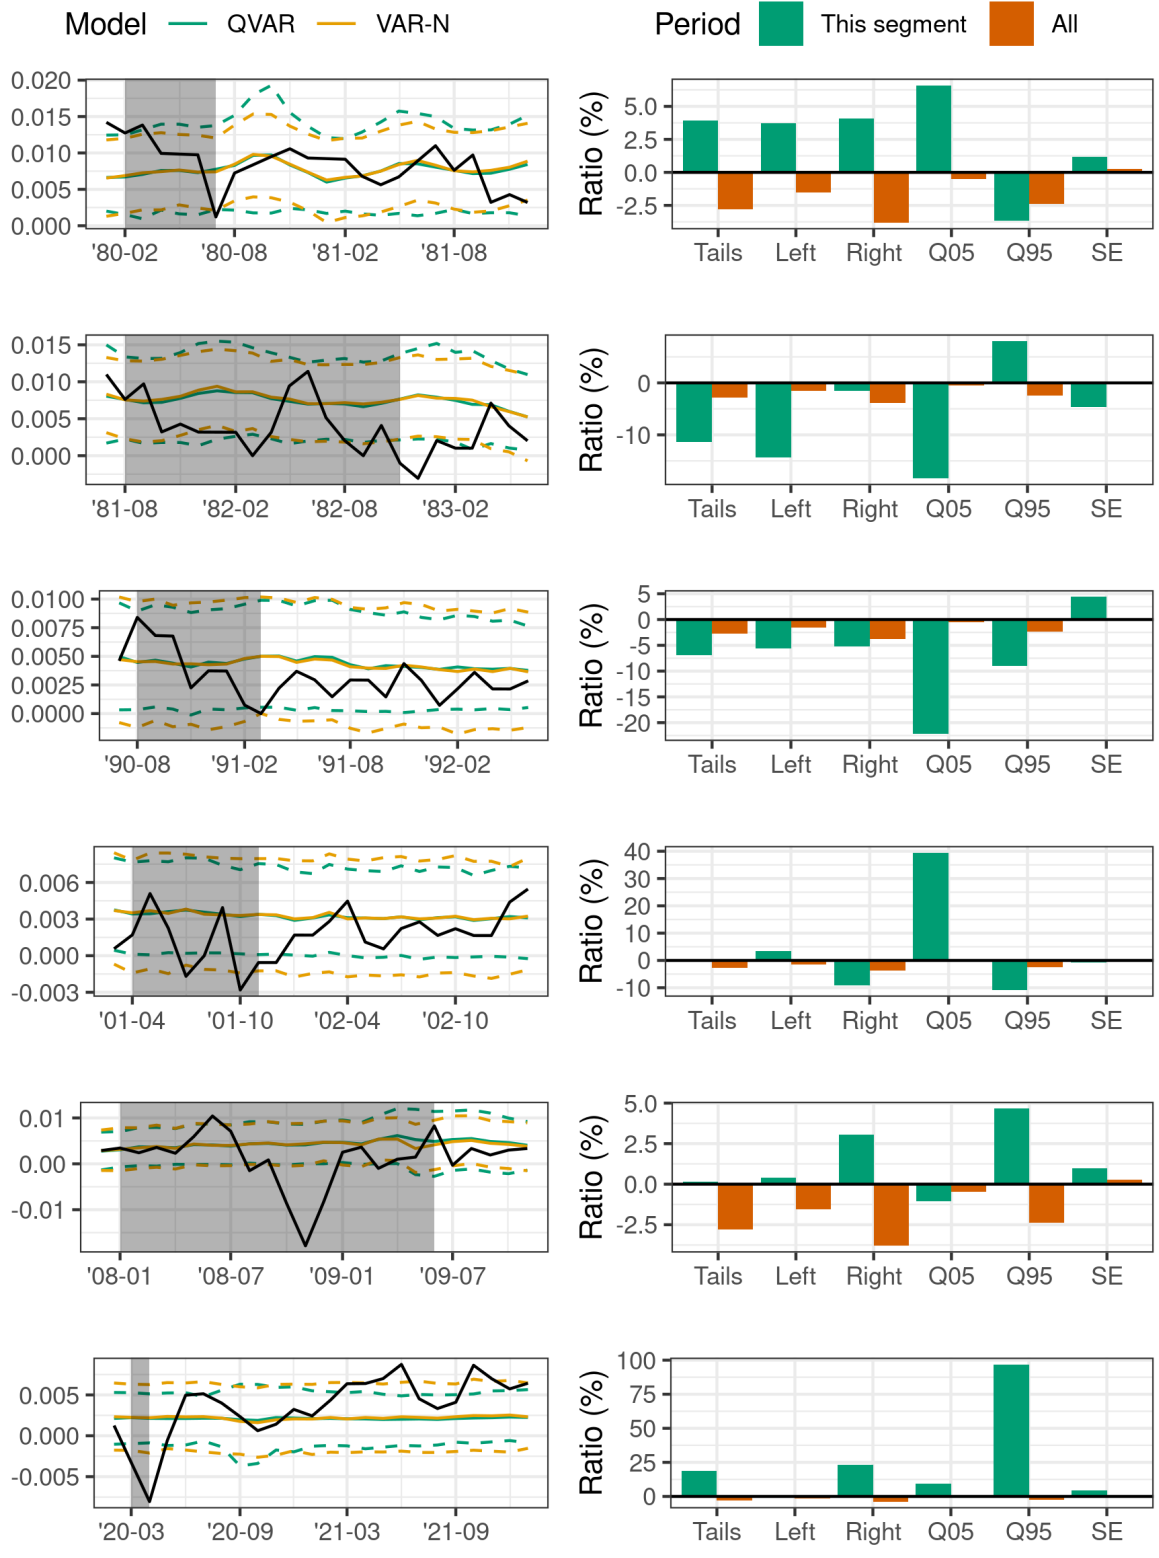 Model QVAR VAR-N Period This segment All
0.020
0.015
0.010
0.005
0.000
'80-02 '80-08 '81-02 '81-08
Ratio (%)
5.0
2.5
0.0
-2.5
Tails Left Right Q05 Q95 SE
0.015
0.010
0.005
0.000
'81-08 '82-02 '82-08 '83-02
Ratio (%)
0
-10
Tails Left Right Q05 Q95 SE
0.0100
0.0075
0.0050
0.0025
0.0000
'90-08 '91-02 '91-08 '92-02
Ratio (%)
5
0
-5
-10
-15
-20
Tails Left Right Q05 Q95 SE
0.006
0.003
0.000
-0.003
'01-04 '01-10 '02-04 '02-10
Ratio (%)
40
30
20
10
0
-10
Tails Left Right Q05 Q95 SE
0.01
0.00
-0.01
'08-01 '08-07 '09-01 '09-07
Ratio (%)
5.0
2.5
0.0
-2.5
Tails Left Right Q05 Q95 SE
0.005
0.000
-0.005
'20-03 '20-09 '21-03 '21-09
Ratio (%)
100
75
50
25
0
Tails Left Right Q05 Q95 SE